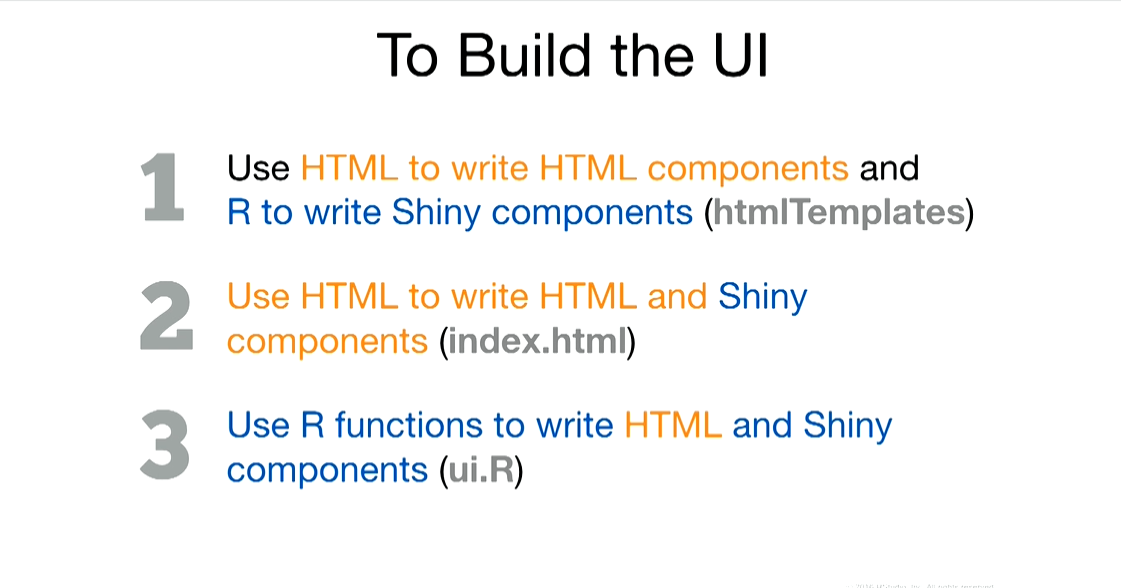 To Build the UI
1
Use HTML to write HTML components and
R to write Shiny components (htmlTemplates)
2
Use HTML to write HTML and Shiny
components (index.html)
3
Use R functions to write HTML and Shiny
components (ui.R)